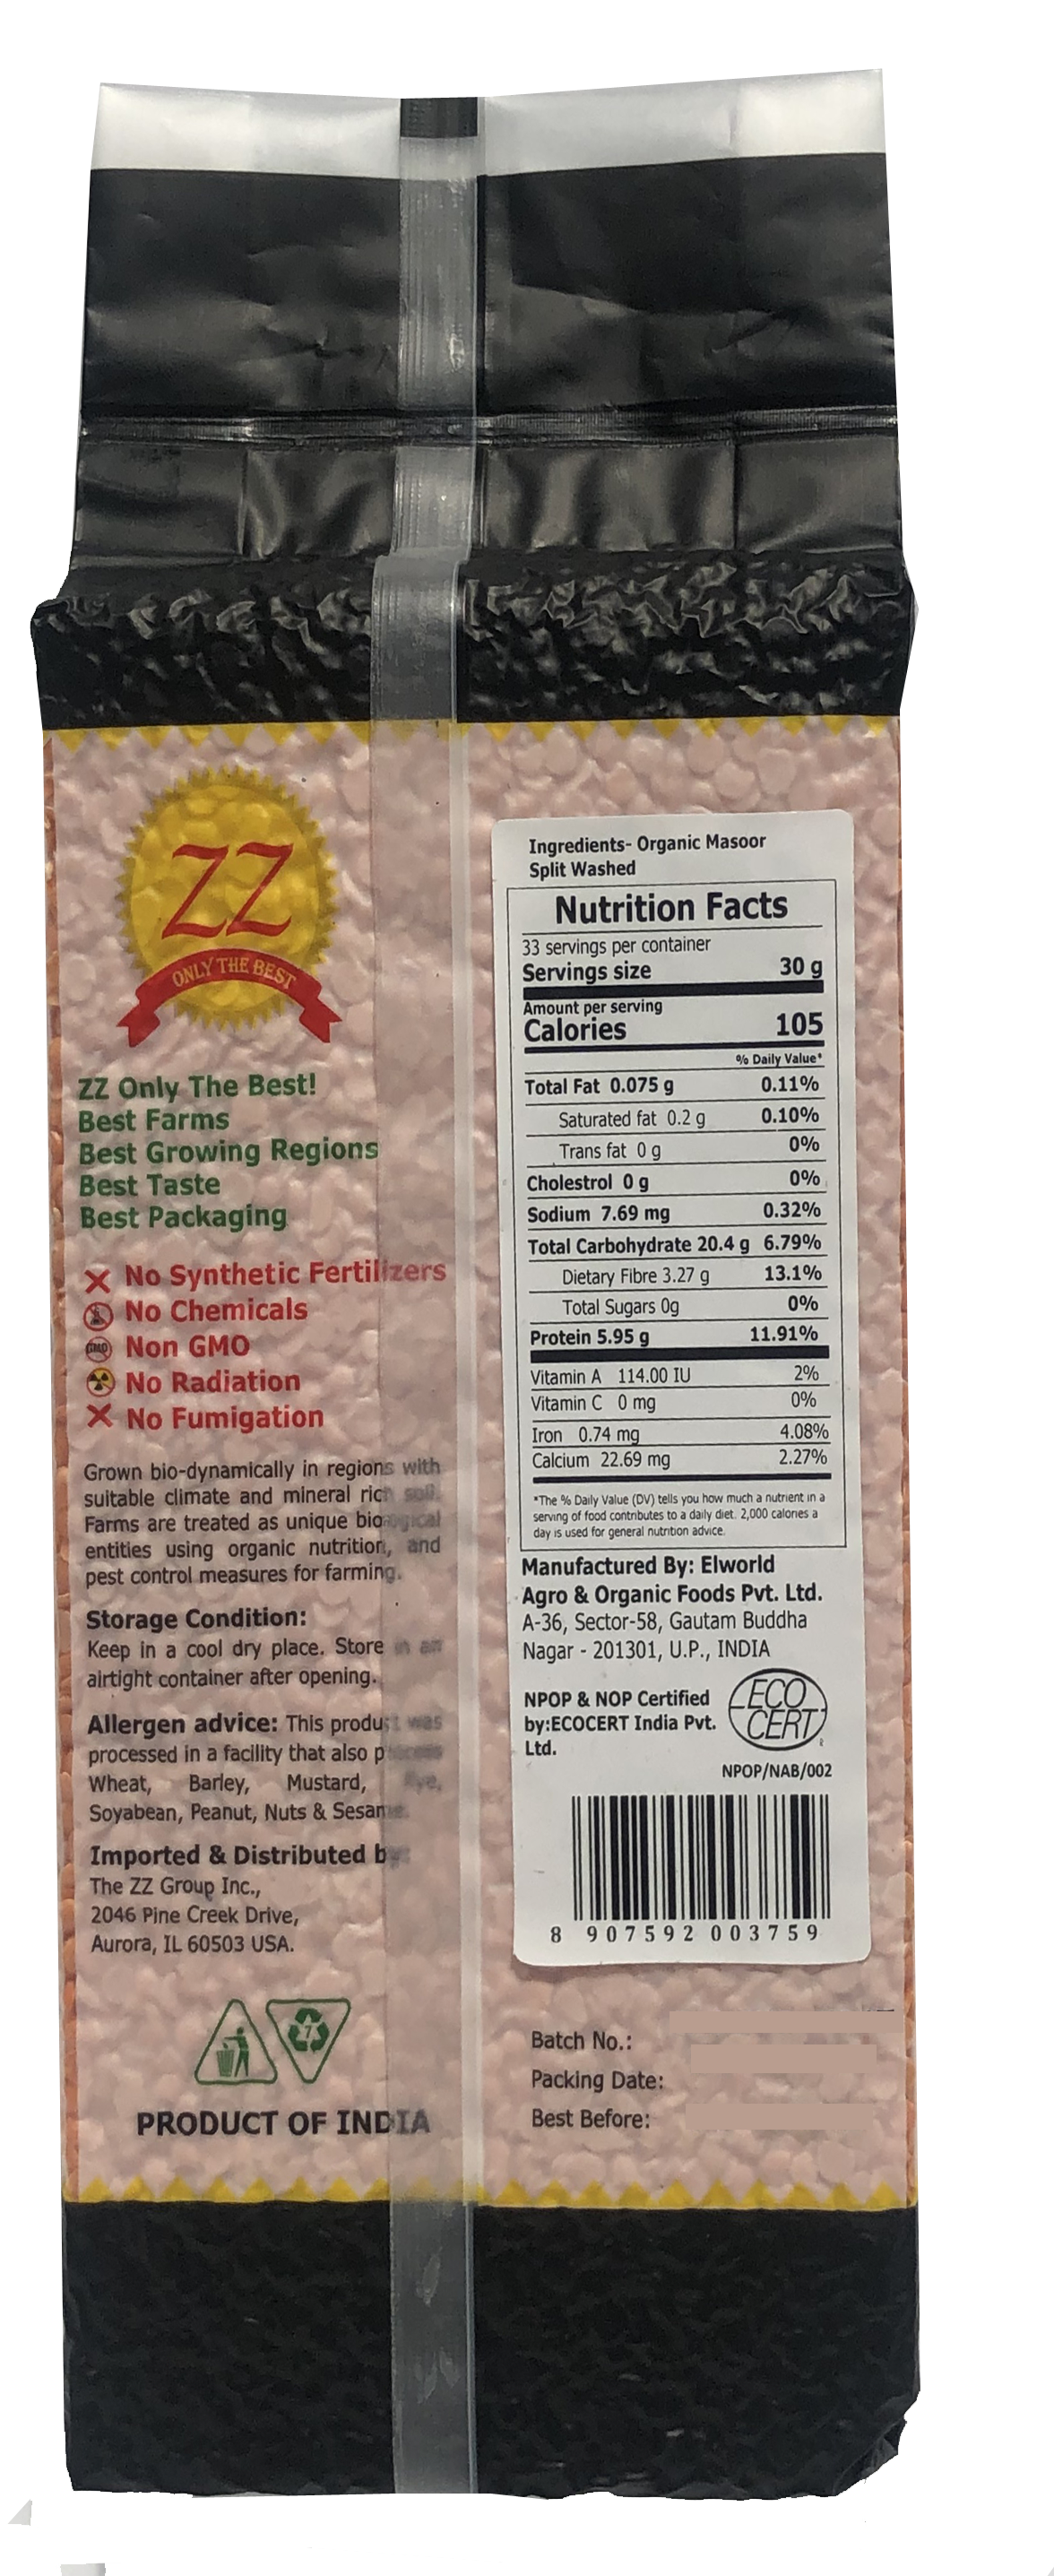 ZZ
ONLY THE BEST
ZZ Only The Best!
Best Farms
Best Growing Regions
Best Taste
Best Packaging
No Synthetic Fertilizers
No Chemicals
GMO Non GMO
No Radiation
No Fumigation
Grown bio-dynamically in regions with
suitable climate and mineral rich soil.
Farms are treated as unique biological
entities using organic nutrition, and
pest control measures for farming.
Storage Condition:
Keep in a cool dry place. Store in an
airtight container after opening.
Allergen advice: This product was
processed in a facility that also process
Wheat, Barley, Mustard, Rye,
Soyabean, Peanut, Nuts & Sesame.
Imported & Distributed by:
The ZZ Group Inc.,
2046 Pine Creek Drive,
Aurora, IL 60503 USA.
7
PRODUCT OF INDIA
Ingredients- Organic Masoor
Split Washed
Nutrition Facts
33 servings per container
Servings size 30 g
Amount per serving
Calories 105
% Daily Value*
Total Fat 0.075 g 0.11%
Saturated fat 0.2 g 0.10%
Trans fat 0 g 0%
Cholestrol 0 g 0%
Sodium 7.69 mg 0.32%
Total Carbohydrate 20.4 g 6.79%
Dietary Fibre 3.27 g 13.1%
Total Sugars 0g 0%
Protein 5.95 g 11.91%
Vitamin A 114.00 IU 2%
Vitamin C 0 mg 0%
Iron 0.74 mg 4.08%
Calcium 22.69 mg 2.27%
*The % Daily Value (DV) tells you how much a nutrient in a
serving of food contributes to a daily diet. 2,000 calories a
day is used for general nutrition advice.
Manufactured By: Elworld
Agro & Organic Foods Pvt. Ltd.
A-36, Sector-58, Gautam Buddha
Nagar - 201301, U.P., INDIA
NPOP & NOP Certified
by:ECOCERT India Pvt.
Ltd.
ECO
CERT
NPOP/NAB/002
8 907592 003759
Batch No.:
Packing Date:
Best Before: